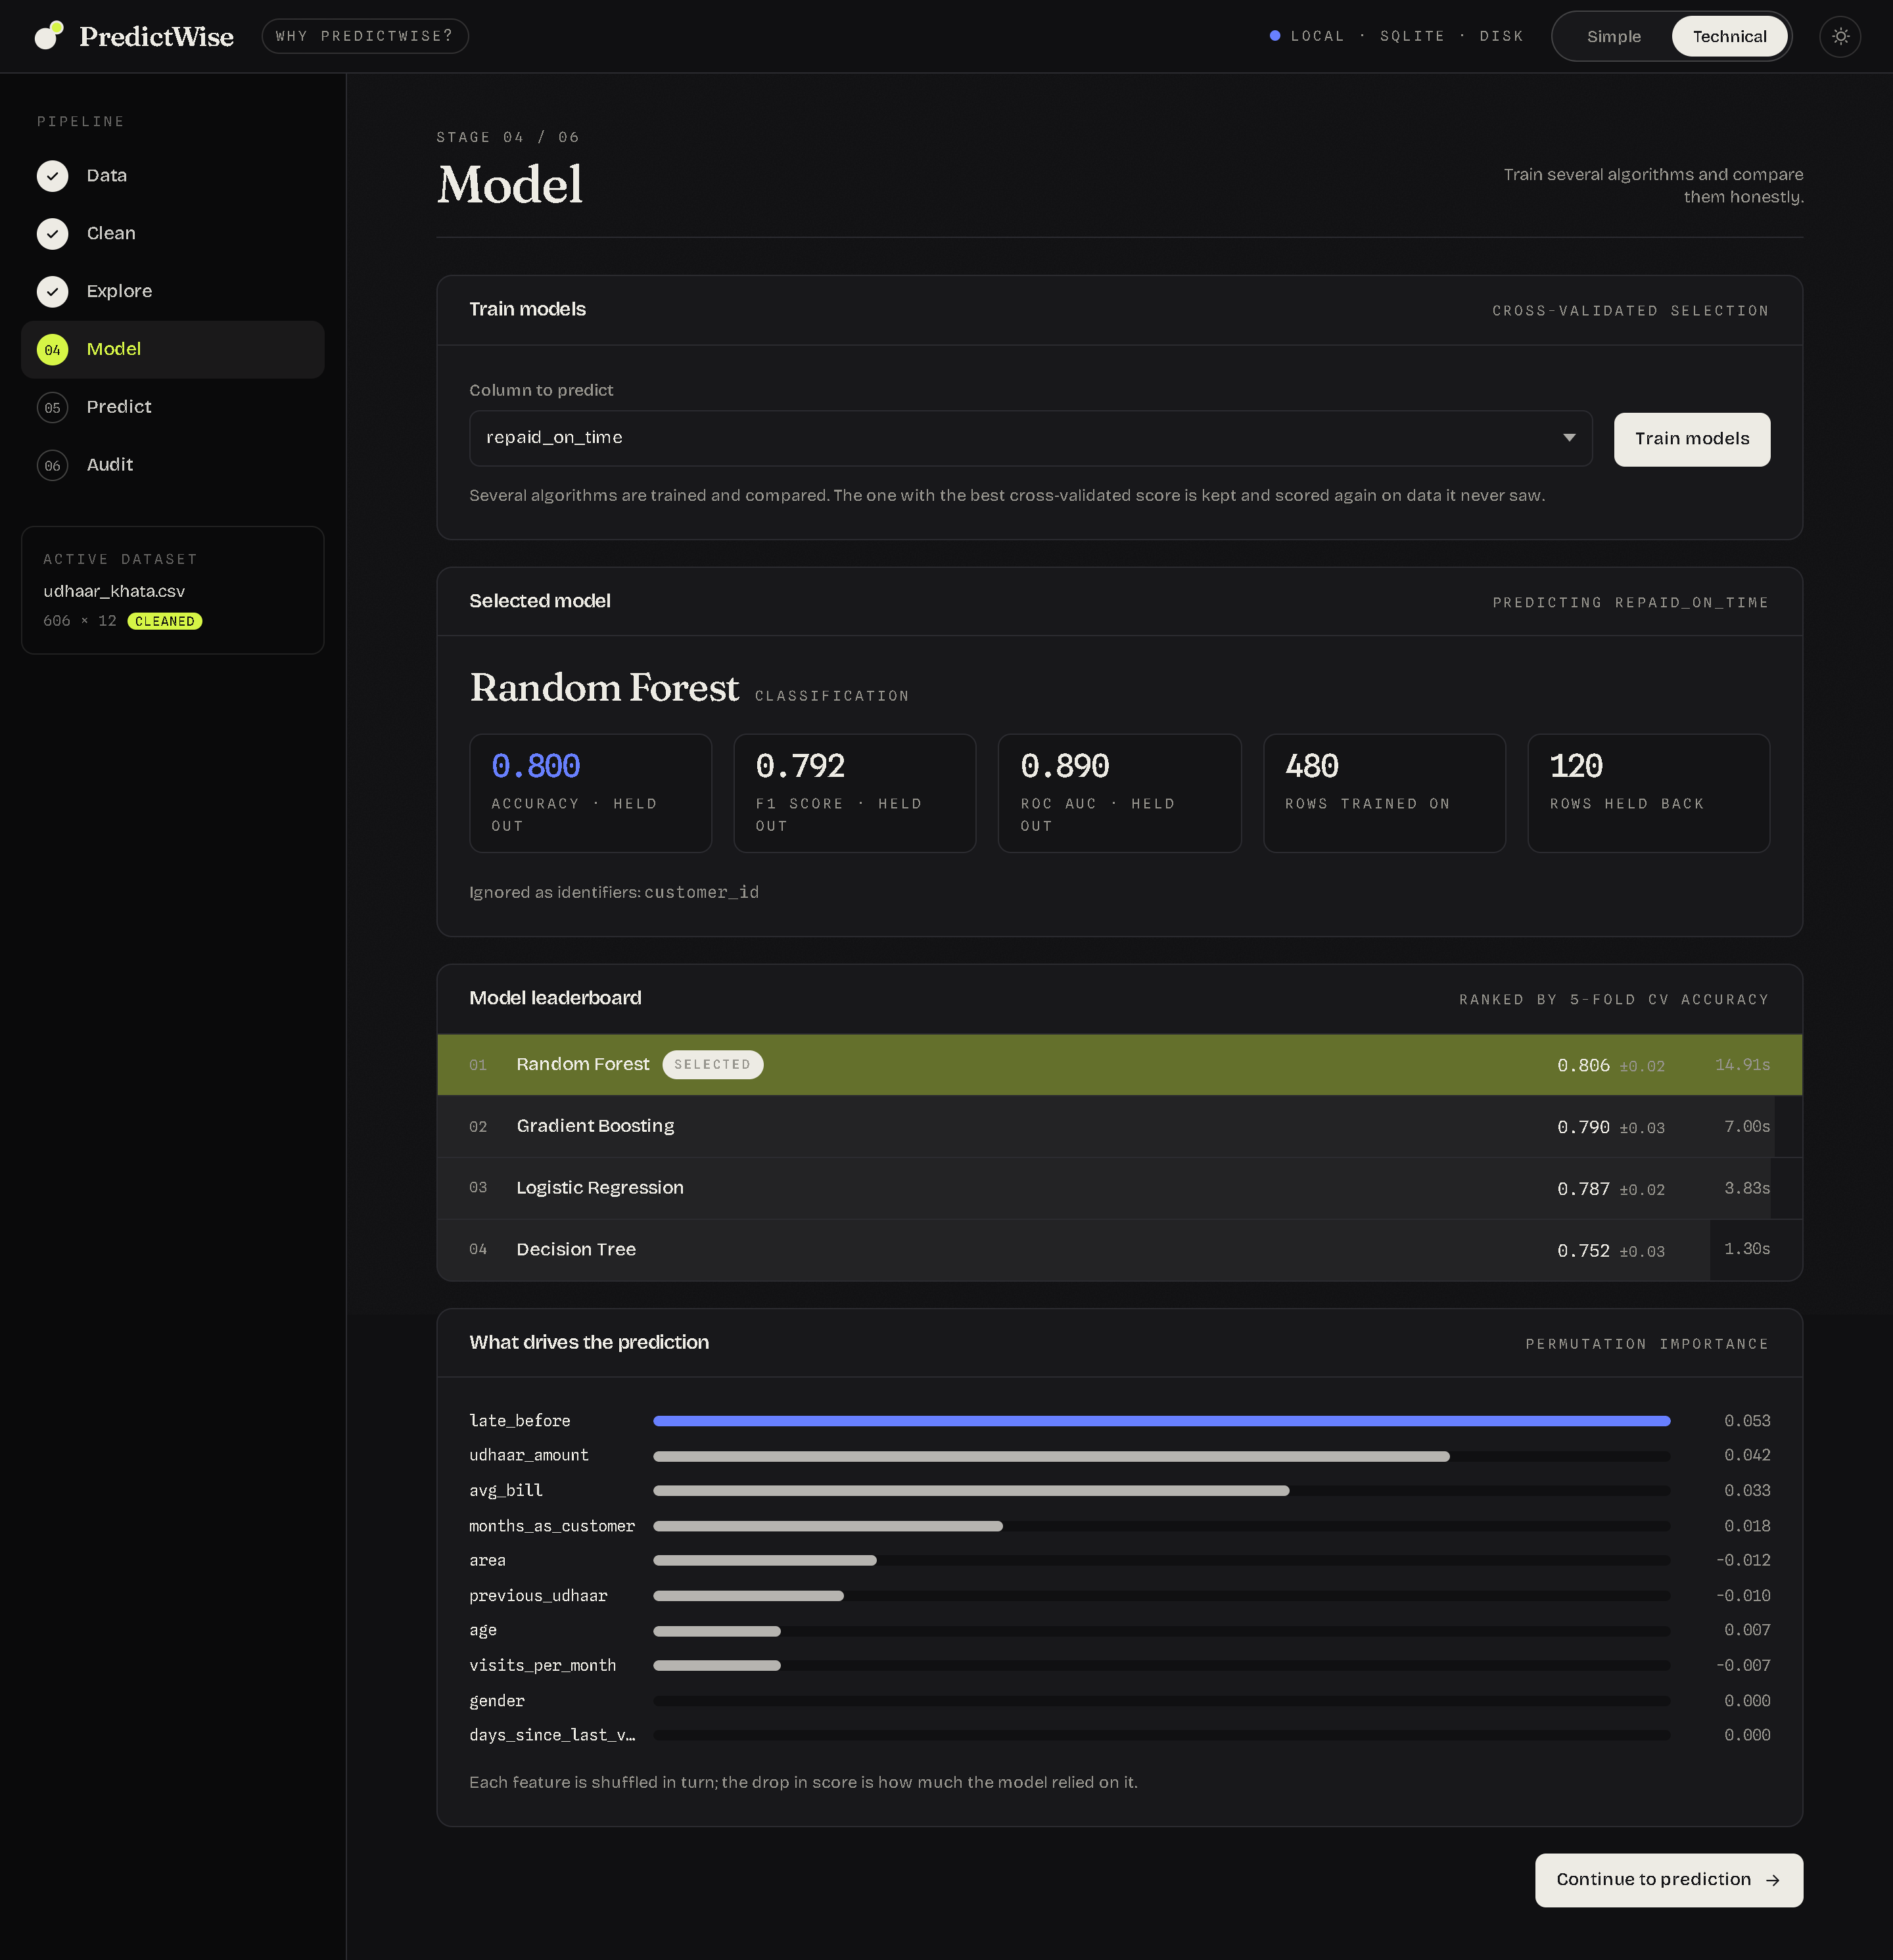 PredictWise
WHY PREDICTWISE?
LOCAL · SQLITE · DISK
Simple
Technical
PIPELINE
Data
Clean
Explore
04 Model
05 Predict
06 Audit
ACTIVE DATASET
udhaar_khata.csv
606 × 12 CLEANED
STAGE 04 / 06
Model
Train several algorithms and compare
them honestly.
Train models
CROSS-VALIDATED SELECTION
Column to predict
repaid_on_time
Train models
Several algorithms are trained and compared. The one with the best cross-validated score is kept and scored again on data it never saw.
Selected model
PREDICTING REPAID_ON_TIME
Random Forest CLASSIFICATION
0.800
ACCURACY · HELD
OUT
0.792
F1 SCORE · HELD
OUT
0.890
ROC AUC · HELD
OUT
480
ROWS TRAINED ON
120
ROWS HELD BACK
Ignored as identifiers: customer_id
Model leaderboard
RANKED BY 5-FOLD CV ACCURACY
01 Random Forest SELECTED 0.806 ±0.02 14.91s
02 Gradient Boosting 0.790 ±0.03 7.00s
03 Logistic Regression 0.787 ±0.02 3.83s
04 Decision Tree 0.752 ±0.03 1.30s
What drives the prediction
PERMUTATION IMPORTANCE
late_before 0.053
udhaar_amount 0.042
avg_bill 0.033
months_as_customer 0.018
area -0.012
previous_udhaar -0.010
age 0.007
visits_per_month -0.007
gender 0.000
days_since_last_v… 0.000
Each feature is shuffled in turn; the drop in score is how much the model relied on it.
Continue to prediction →